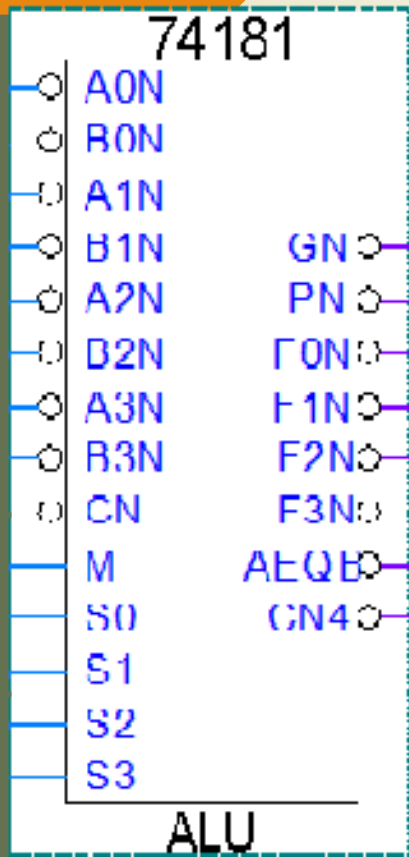 74181
A0N
B0N
A1N
B1N GN
A2N PN
B2N F0N
A3N F1N
B3N F2N
CN F3N
M AEQB
S0 CN4
S1
S2
S3
ALU